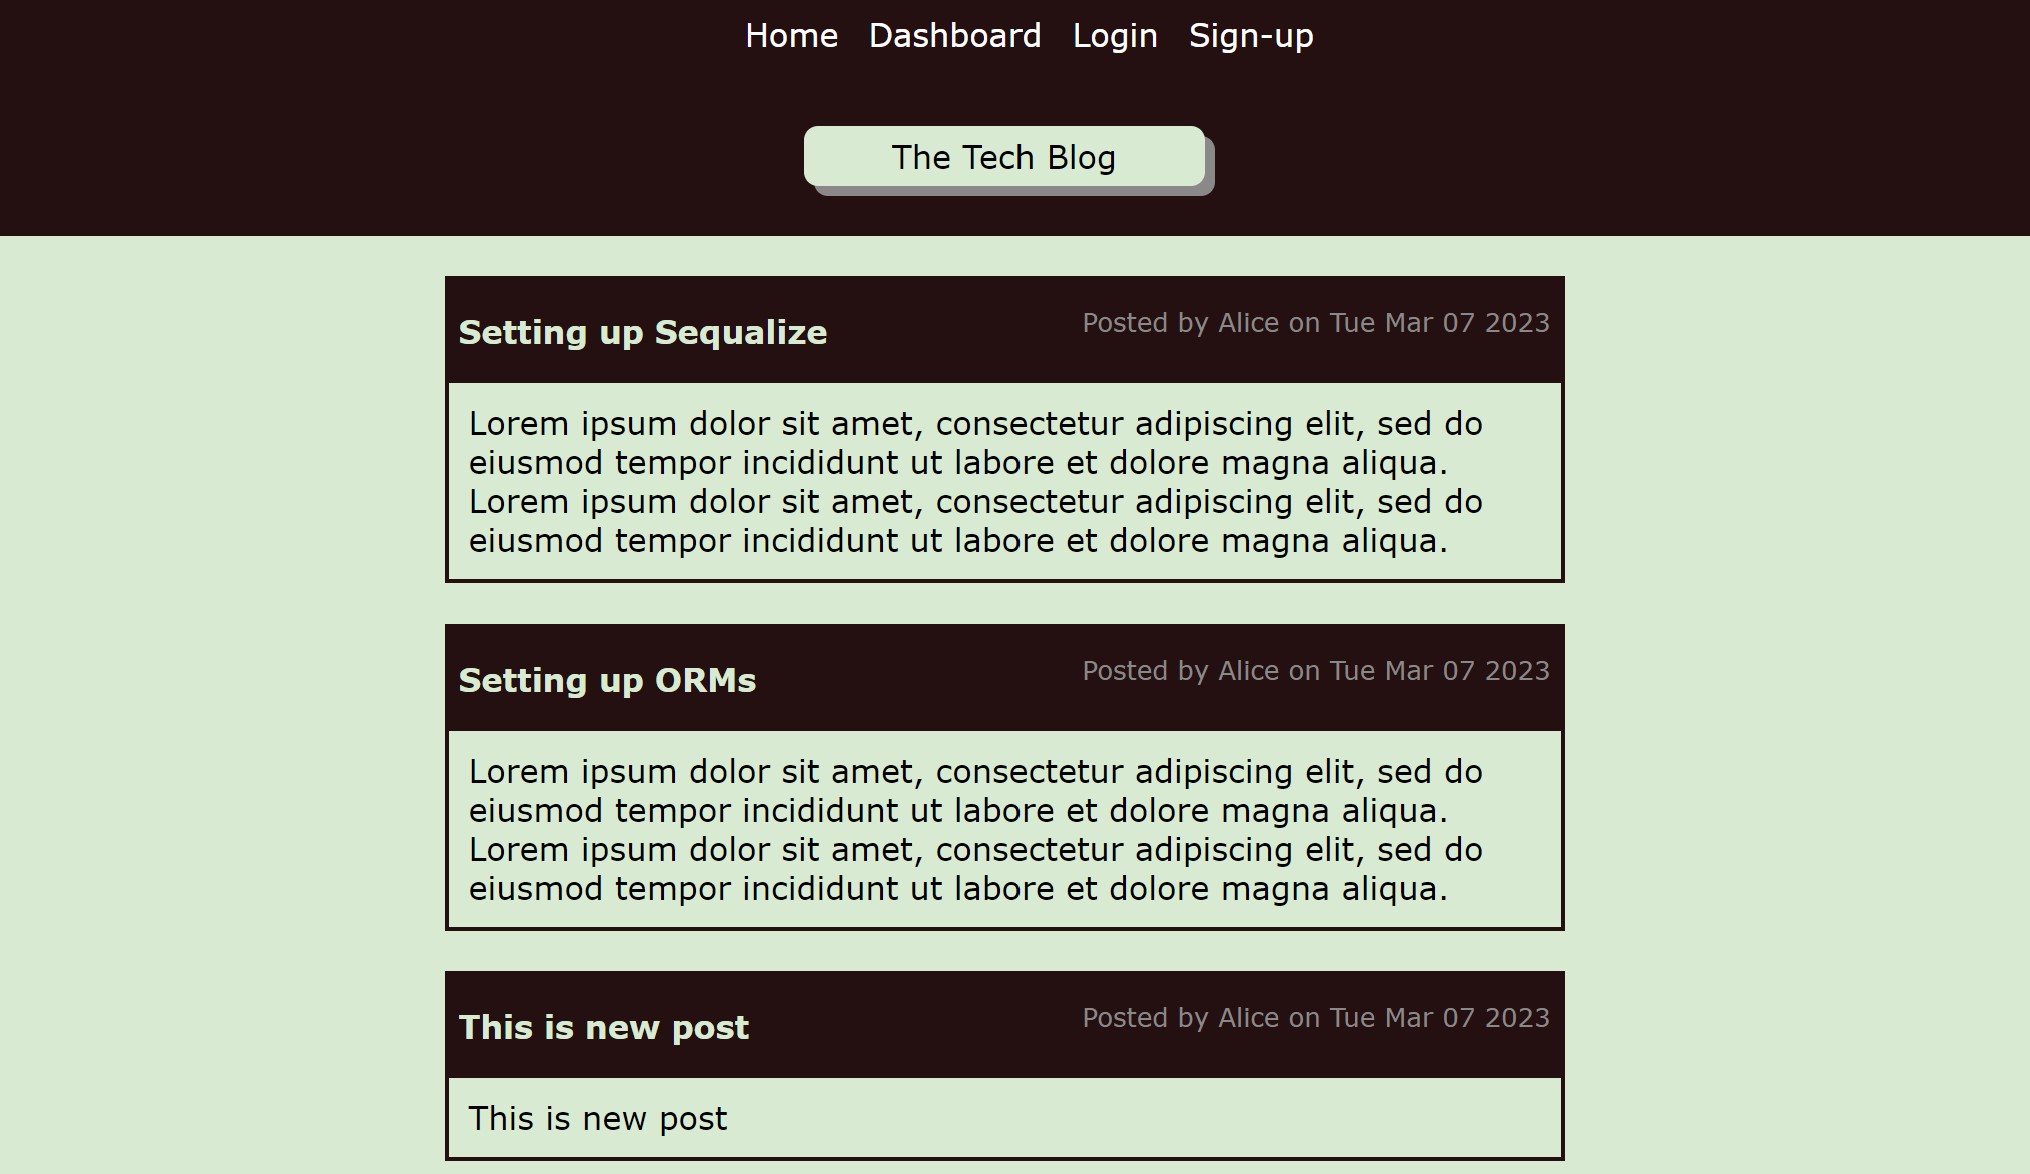 Home Dashboard Login Sign-up
The Tech Blog
Setting up Sequalize
Posted by Alice on Tue Mar 07 2023
Lorem ipsum dolor sit amet, consectetur adipiscing elit, sed do
eiusmod tempor incididunt ut labore et dolore magna aliqua.
Lorem ipsum dolor sit amet, consectetur adipiscing elit, sed do
eiusmod tempor incididunt ut labore et dolore magna aliqua.
Setting up ORMs
Posted by Alice on Tue Mar 07 2023
Lorem ipsum dolor sit amet, consectetur adipiscing elit, sed do
eiusmod tempor incididunt ut labore et dolore magna aliqua.
Lorem ipsum dolor sit amet, consectetur adipiscing elit, sed do
eiusmod tempor incididunt ut labore et dolore magna aliqua.
This is new post
Posted by Alice on Tue Mar 07 2023
This is new post